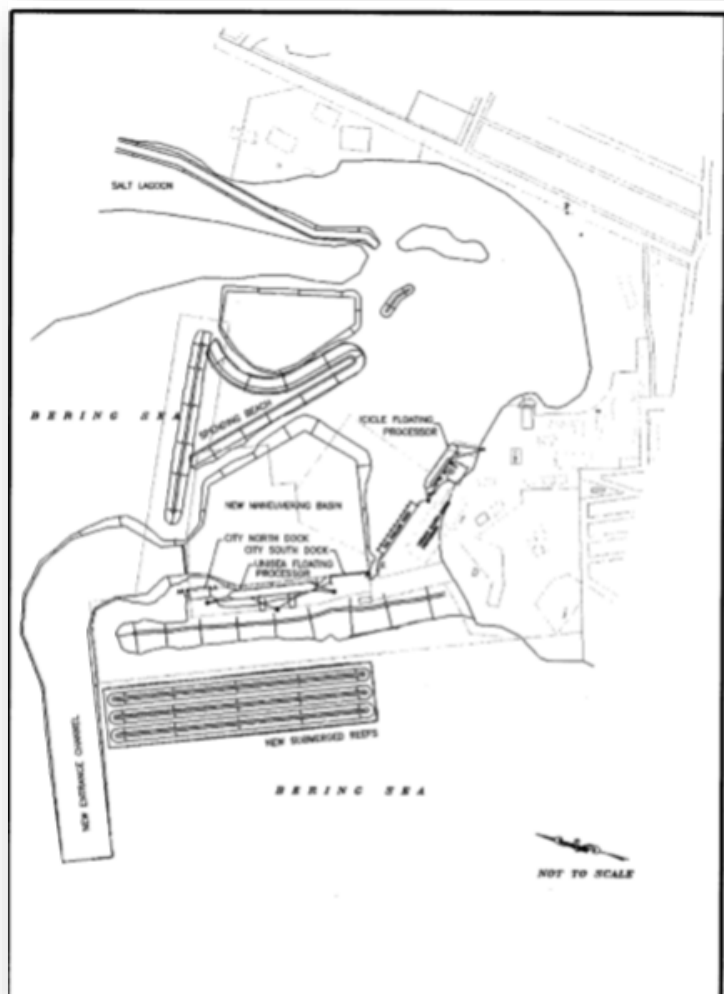 SALT LAGOON
BERING SEA
SPENDING BEACH
ICICLE FLOATING
PROCESSOR
NEW MANEUVERING BASIN
CITY NORTH DOCK
CITY SOUTH DOCK
UNISEA FLOATING
PROCESSOR
NEW SUBMERGED REEFS
NEW ENTRANCE CHANNEL
BERING SEA
NOT TO SCALE